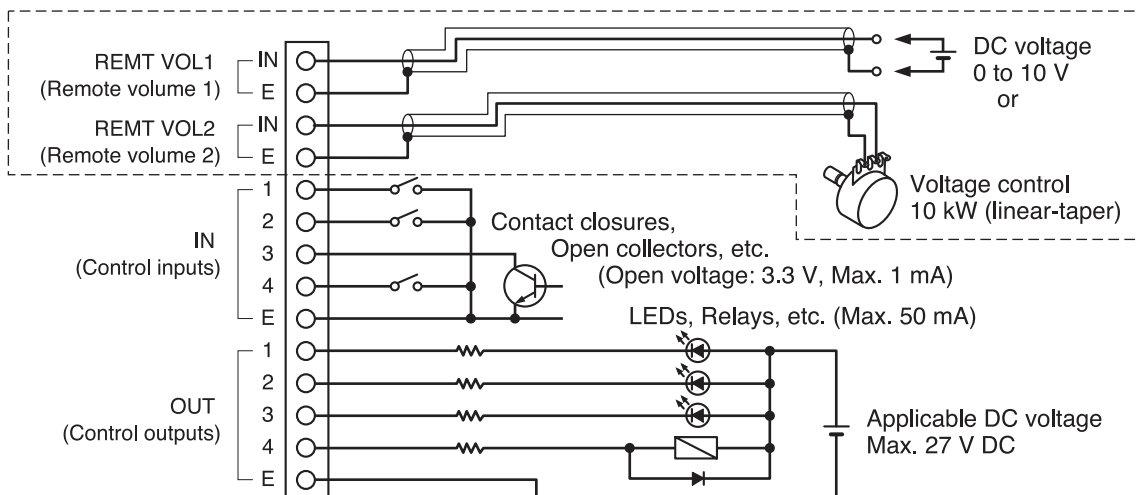 REMT VOL1
(Remote volume 1)
IN
E
REMT VOL2
(Remote volume 2)
IN
E
DC voltage
0 to 10 V
or
Voltage control
10 kW (linear-taper)
IN
(Control inputs)
1
2
3
4
E
Contact closures,
Open collectors, etc.
(Open voltage: 3.3 V, Max. 1 mA)
LEDs, Relays, etc. (Max. 50 mA)
OUT
(Control outputs)
1
2
3
4
E
Applicable DC voltage
Max. 27 V DC